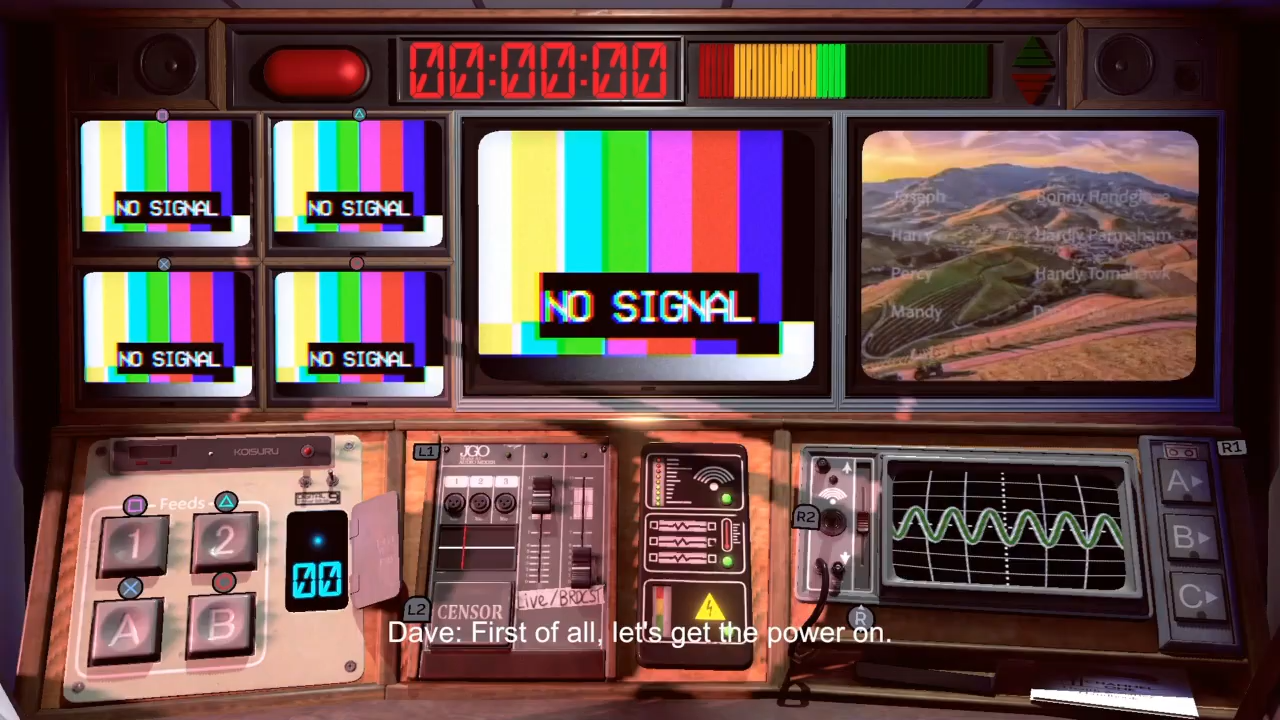 00:00:00
NO SIGNAL
NO SIGNAL
NO SIGNAL
NO SIGNAL
NO SIGNAL
Joseph
Harry
Percy
Mandy
Hardly Parmaham
Handy Tomahawk
KOISURU
Feeds
1
2
A
B
00
L1
JGO
1 2 3
CENSOR
Live/BRDCST
L2
R2
R
R1
A
B
C
Dave: First of all, let's get the power on.